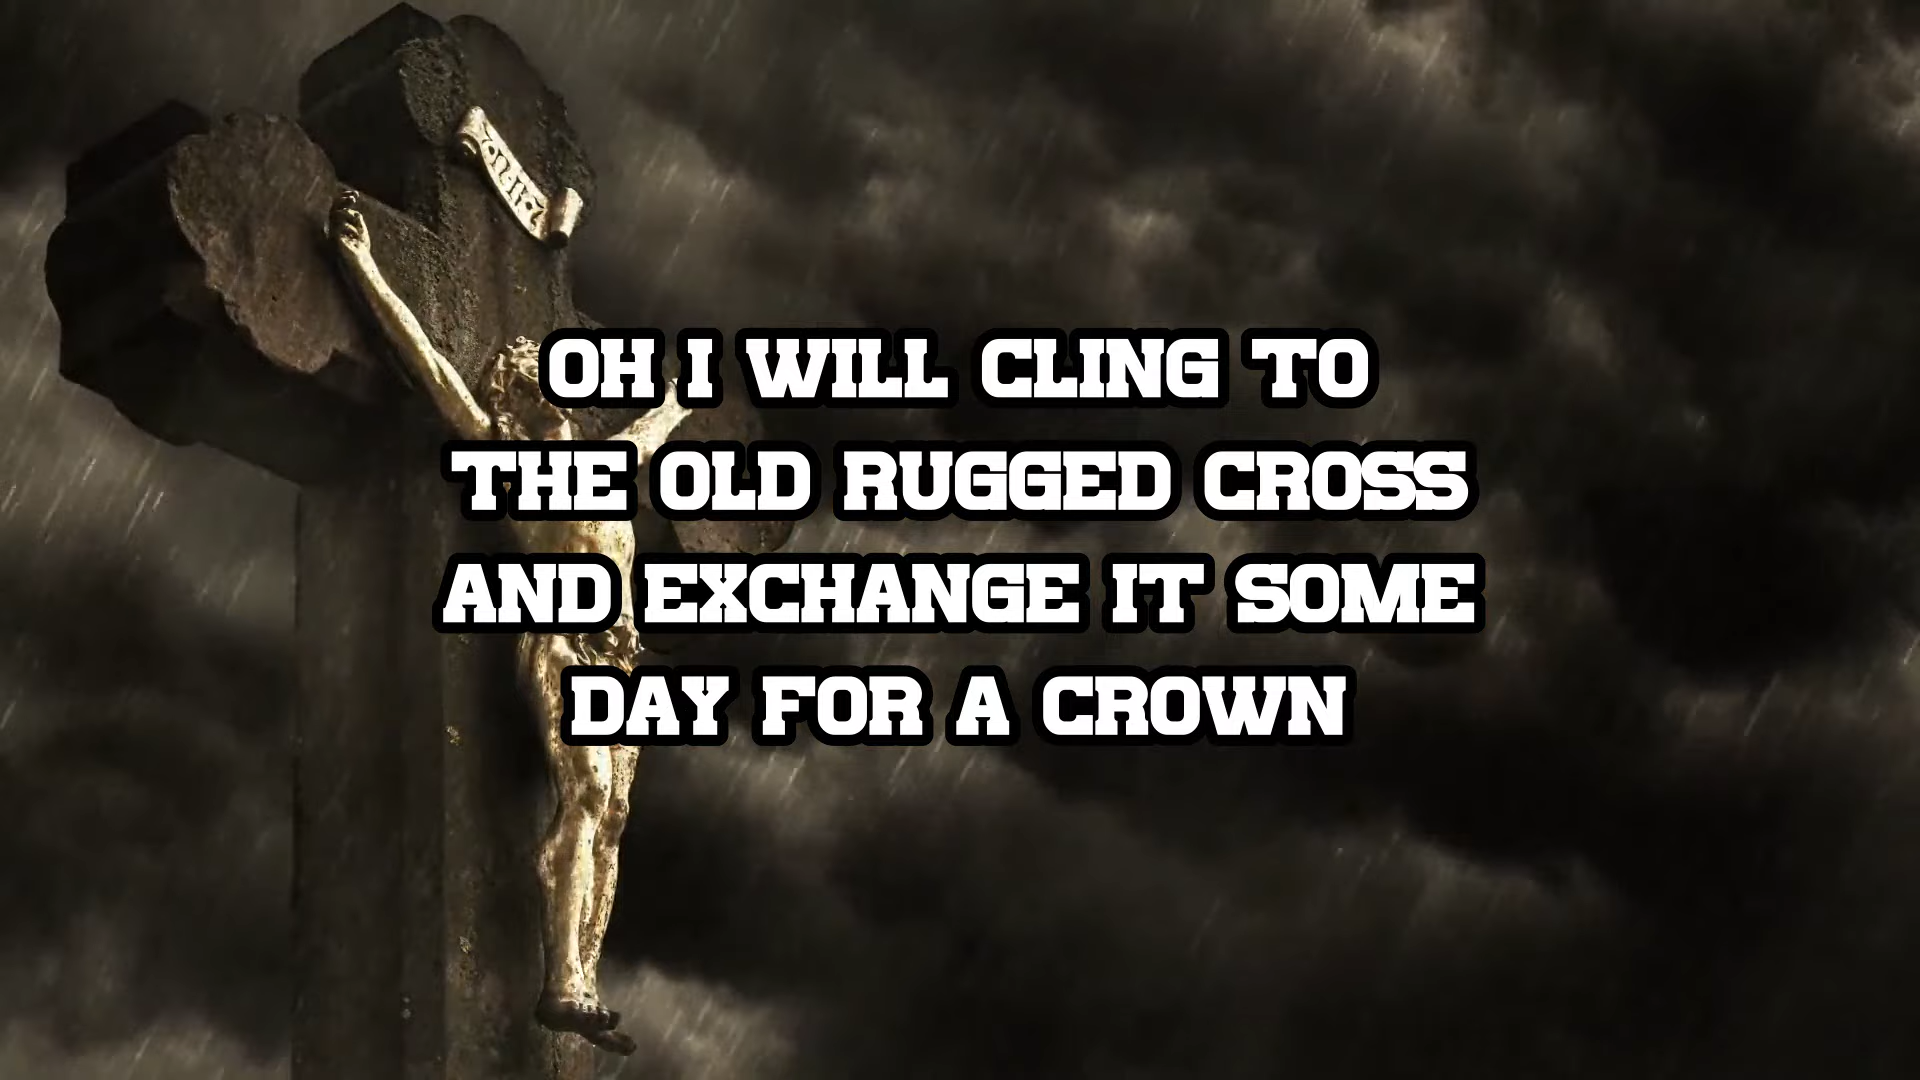 OH I WILL CLING TO
THE OLD RUGGED CROSS
AND EXCHANGE IT SOME
DAY FOR A CROWN